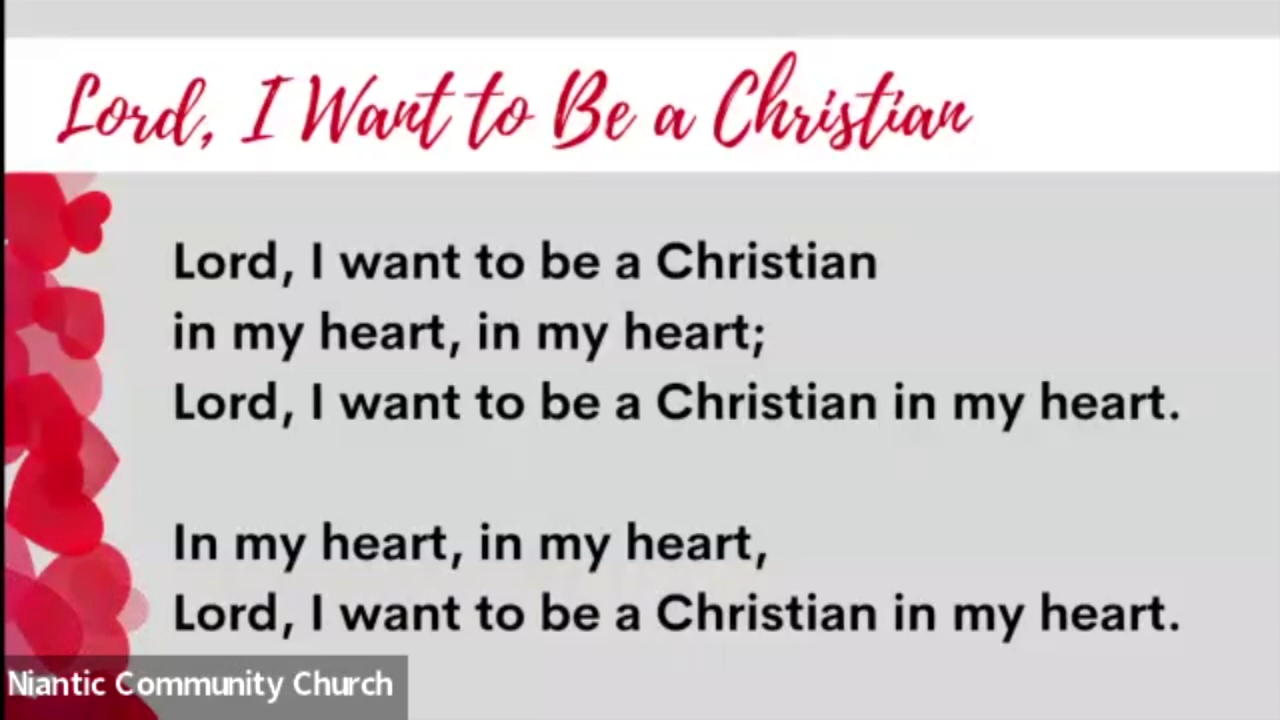 Lord, I Want to Be a Christian
Lord, I want to be a Christian
in my heart, in my heart;
Lord, I want to be a Christian in my heart.
In my heart, in my heart,
Lord, I want to be a Christian in my heart.
Niantic Community Church